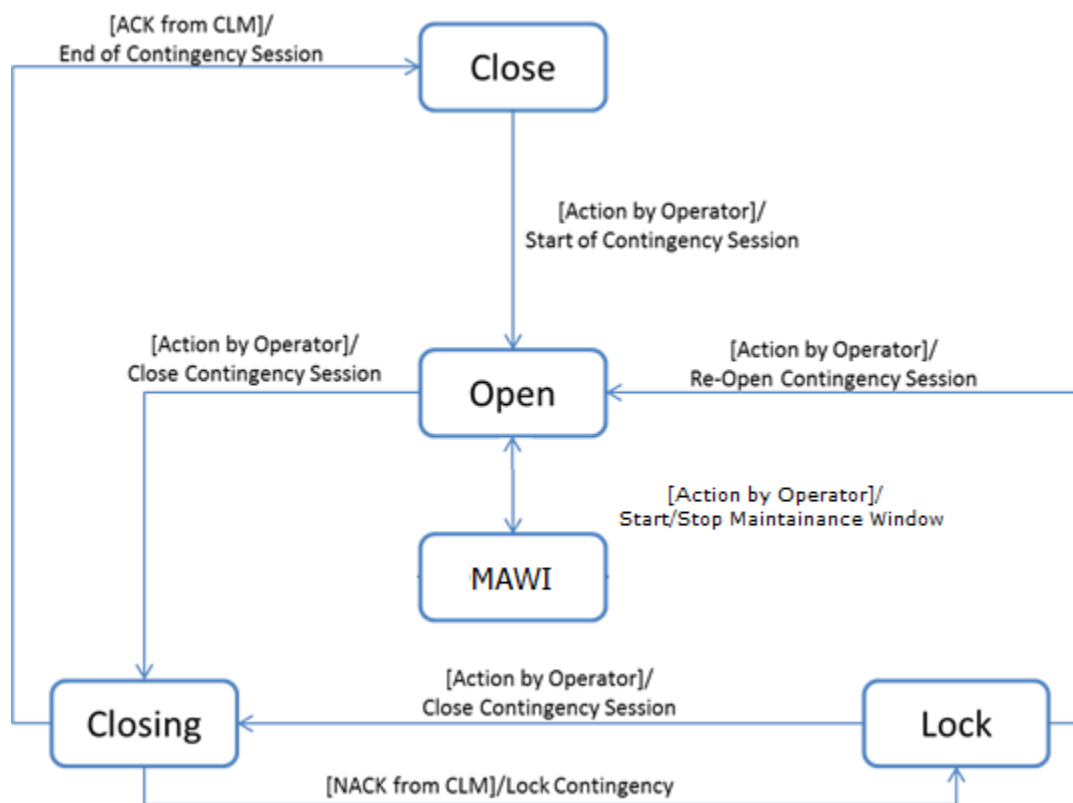 [ACK from CLM]/
End of Contingency Session
Close
[Action by Operator]/
Start of Contingency Session
[Action by Operator]/
Close Contingency Session
Open
[Action by Operator]/
Re-Open Contingency Session
[Action by Operator]/
Start/Stop Maintainance Window
MAWI
Closing
[Action by Operator]/
Close Contingency Session
Lock
[NACK from CLM]/Lock Contingency